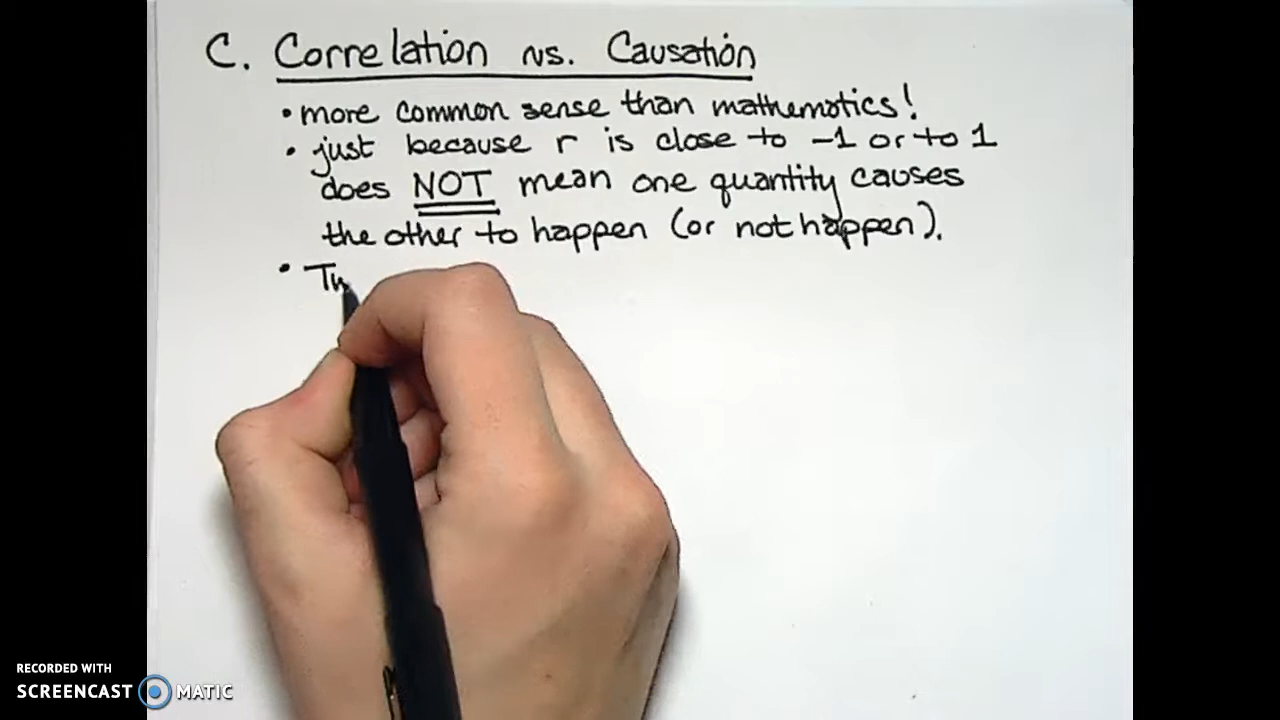 C. Correlation vs. Causation
• more common sense than mathematics!
• just because r is close to -1 or to 1
does NOT mean one quantity causes
the other to happen (or not happen).
• Th
RECORDED WITH
SCREENCAST MATIC